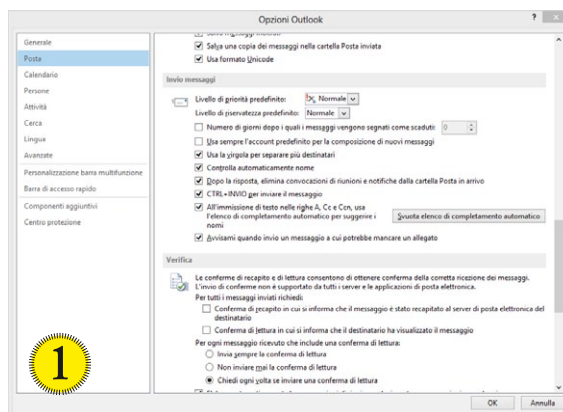 Opzioni Outlook
?
Generale
Posta
Calendario
Persone
Attività
Cerca
Lingua
Avanzate
Personalizzazione barra multifunzione
Barra di accesso rapido
Componenti aggiuntivi
Centro protezione
Salva una copia dei messaggi nella cartella Posta inviata
Usa formato Unicode
Invio messaggi
Livello di priorità predefinito: Normale
Livello di riservatezza predefinito: Normale
Numero di giorni dopo i quali i messaggi vengono segnati come scaduti: 0
Usa sempre l'account predefinito per la composizione di nuovi messaggi
Usa la virgola per separare più destinatari
Controlla automaticamente nome
Dopo la risposta, elimina convocazioni di riunioni e notifiche dalla cartella Posta in arrivo
CTRL+INVIO per inviare il messaggio
All'immissione di testo nelle righe A, Cc e Ccn, usa
l'elenco di completamento automatico per suggerire i
nomi
Svuota elenco di completamento automatico
Avvisami quando invio un messaggio a cui potrebbe mancare un allegato
Verifica
Le conferme di recapito e di lettura consentono di ottenere conferma della corretta ricezione dei messaggi.
L'invio di conferme non è supportato da tutti i server e le applicazioni di posta elettronica.
Per tutti i messaggi inviati richiedi:
Conferma di recapito in cui si informa che il messaggio è stato recapitato al server di posta elettronica del
destinatario
Conferma di lettura in cui si informa che il destinatario ha visualizzato il messaggio
Per ogni messaggio ricevuto che include una conferma di lettura:
Invia sempre la conferma di lettura
Non inviare mai la conferma di lettura
Chiedi ogni volta se inviare una conferma di lettura
1
OK
Annulla